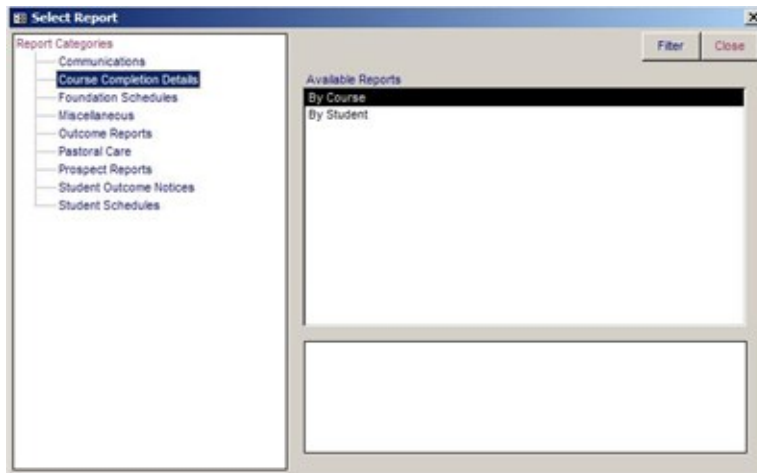 Select Report
Report Categories
Communications
Course Completion Details
Foundation Schedules
Miscellaneous
Outcome Reports
Pastoral Care
Prospect Reports
Student Outcome Notices
Student Schedules
Filter
Close
Available Reports
By Course
By Student